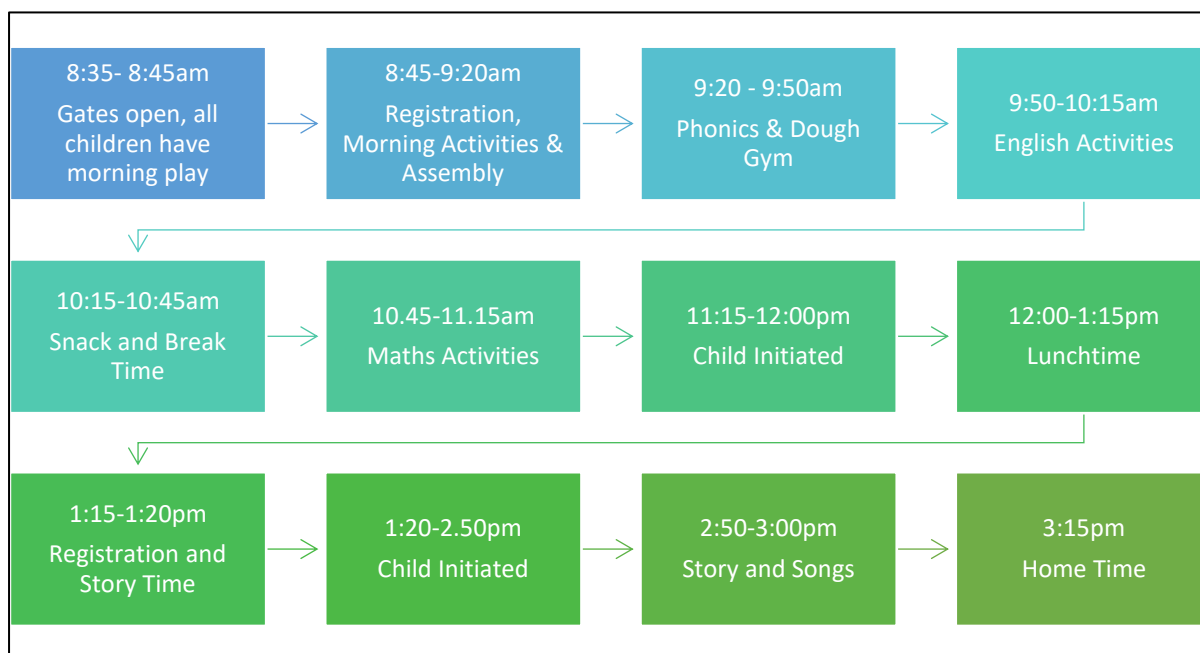 8:35- 8:45am
Gates open, all
children have
morning play
8:45-9:20am
Registration,
Morning Activities &
Assembly
9:20 - 9:50am
Phonics & Dough
Gym
9:50-10:15am
English Activities
10:15-10:45am
Snack and Break
Time
10.45-11.15am
Maths Activities
11:15-12:00pm
Child Initiated
12:00-1:15pm
Lunchtime
1:15-1:20pm
Registration and
Story Time
1:20-2.50pm
Child Initiated
2:50-3:00pm
Story and Songs
3:15pm
Home Time